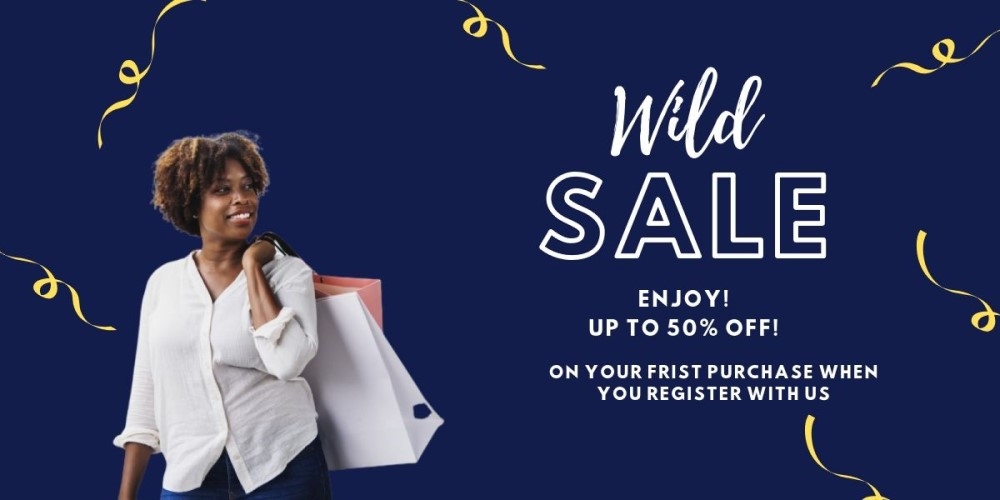 Wild
SALE
ENJOY!
UP TO 50% OFF!
ON YOUR FRIST PURCHASE WHEN
YOU REGISTER WITH US